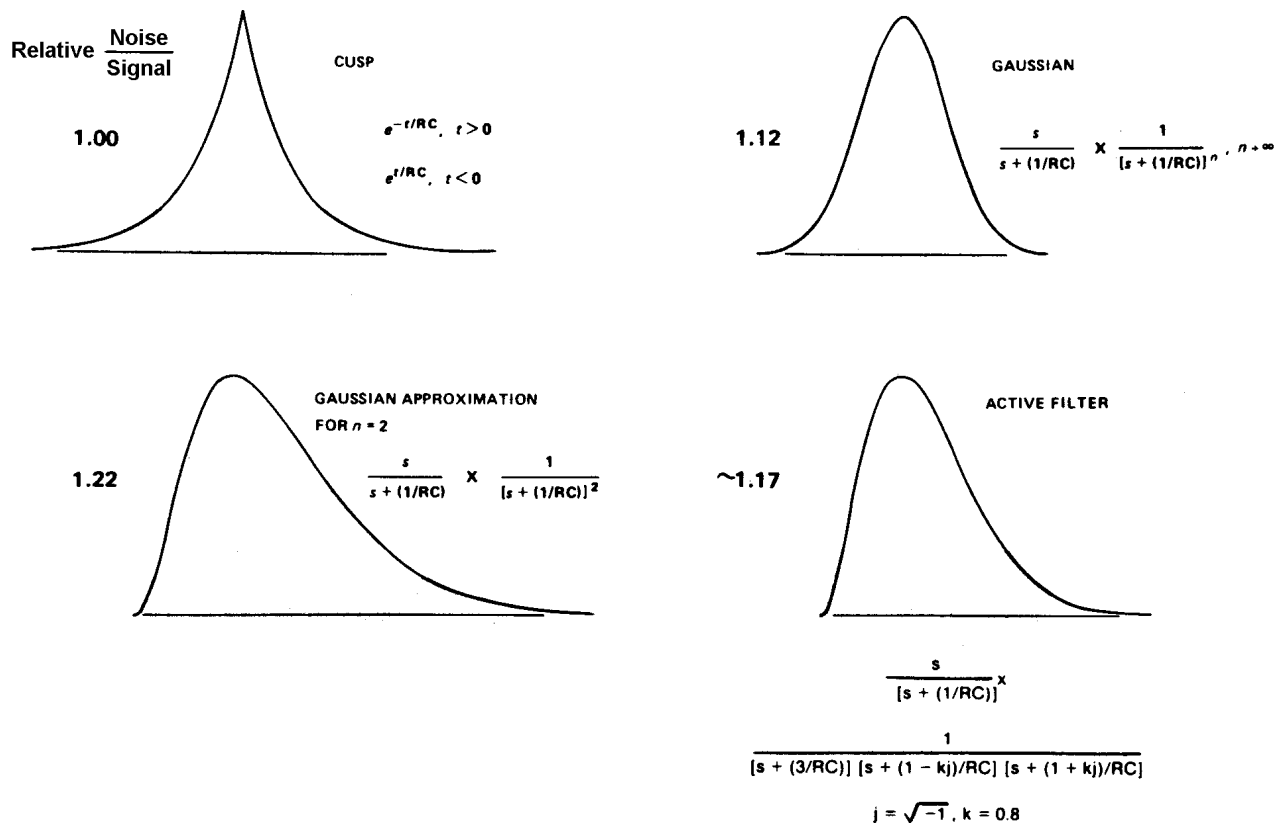 Relative Noise/Signal
CUSP
1.00
e^{-t/RC}, t > 0
e^{t/RC}, t < 0
GAUSSIAN
1.12
s/(s + (1/RC)) X 1/[s + (1/RC)]^n, n→∞
GAUSSIAN APPROXIMATION
FOR n = 2
1.22
s/(s + (1/RC)) X 1/[s + (1/RC)]^2
ACTIVE FILTER
~1.17
s/[s + (1/RC)] X
1/([s + (3/RC)] [s + (1 − kj)/RC] [s + (1 + kj)/RC])
j = √−1, k = 0.8